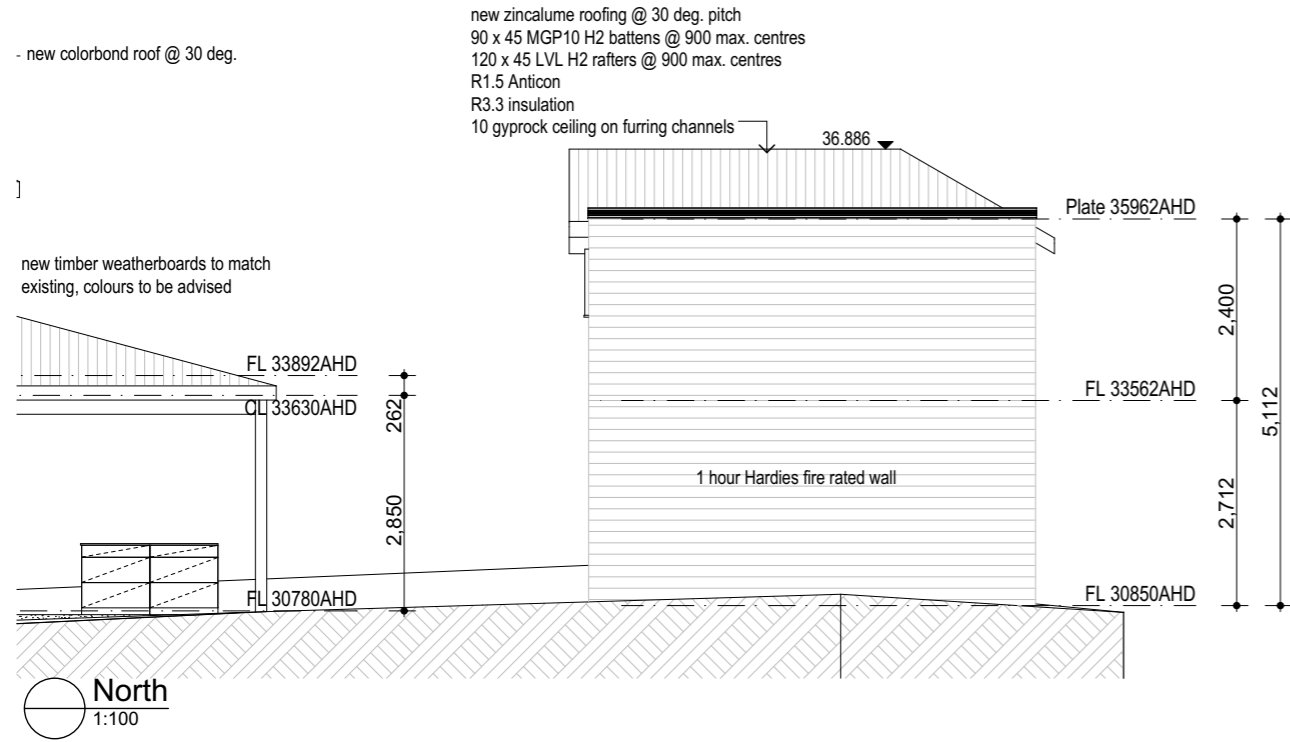 new zincalume roofing @ 30 deg. pitch
90 x 45 MGP10 H2 battens @ 900 max. centres
120 x 45 LVL H2 rafters @ 900 max. centres
R1.5 Anticon
R3.3 insulation
10 gyprock ceiling on furring channels
- new colorbond roof @ 30 deg.
36.886
Plate 35962AHD
new timber weatherboards to match
existing, colours to be advised
2,400
5,112
FL 33892AHD
CL 33630AHD
262
FL 33562AHD
1 hour Hardies fire rated wall
2,850
2,712
FL 30780AHD
FL 30850AHD
North
1:100